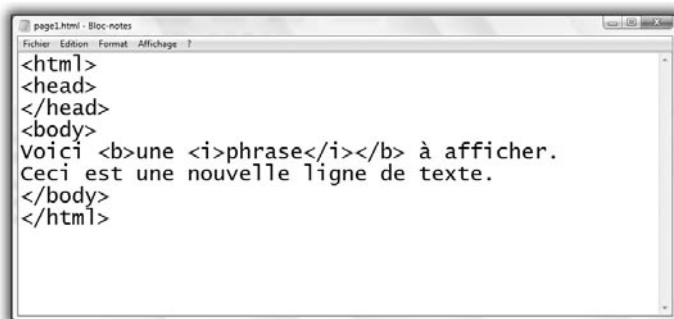 page1.html - Bloc-notes
Fichier Edition Format Affichage ?
<html>
<head>
</head>
<body>
Voici <b>une <i>phrase</i></b> à afficher.
Ceci est une nouvelle ligne de texte.
</body>
</html>